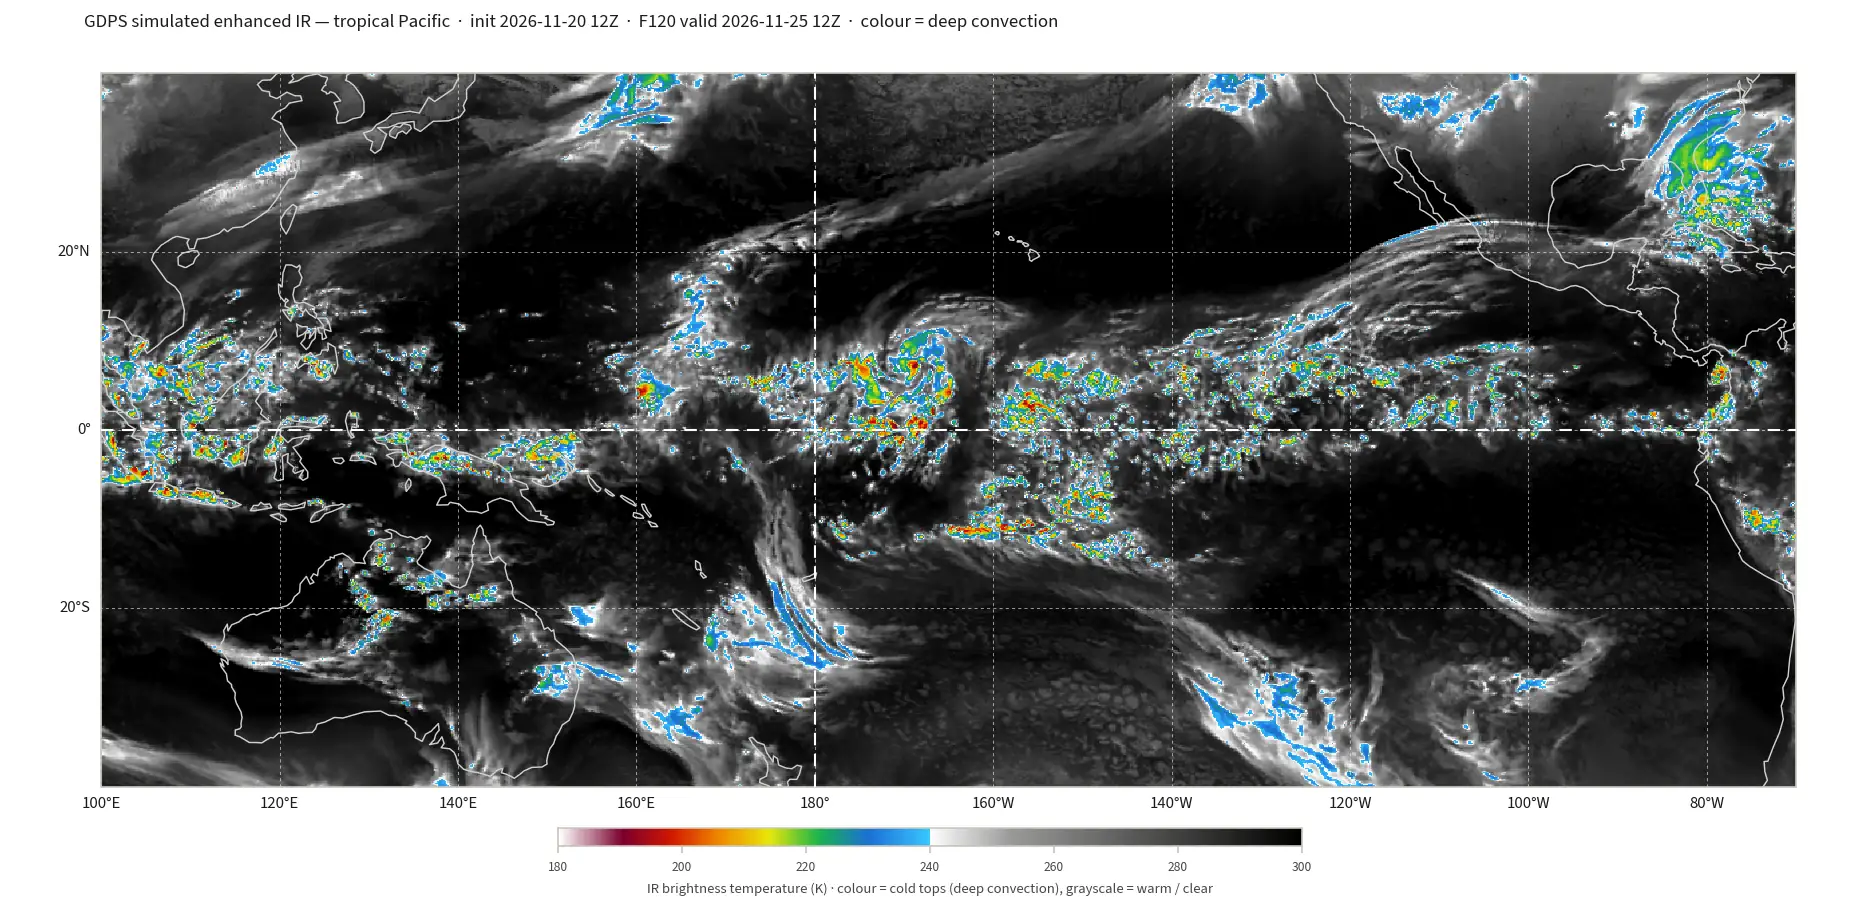 GDPS simulated enhanced IR — tropical Pacific · init 2026-11-20 12Z · F120 valid 2026-11-25 12Z · colour = deep convection
20°N
0°
20°S
100°E 120°E 140°E 160°E 180° 160°W 140°W 120°W 100°W 80°W
180 200 220 240 260 280 300
IR brightness temperature (K) · colour = cold tops (deep convection), grayscale = warm / clear